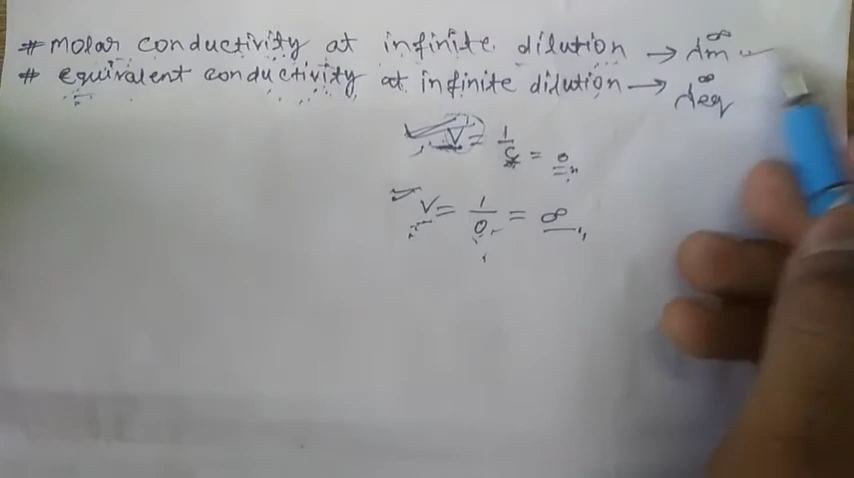 # molar conductivity at infinite dilution → Λm^∞
# equivalent conductivity at infinite dilution → Λeq^∞
V = 1/C = 0
V = 1/0 = ∞